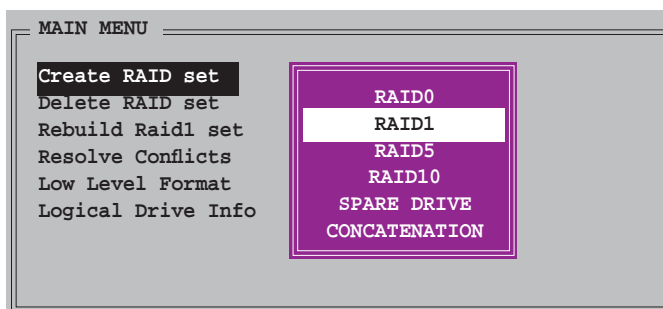 MAIN MENU
Create RAID set
Delete RAID set
Rebuild Raid1 set
Resolve Conflicts
Low Level Format
Logical Drive Info
RAID0
RAID1
RAID5
RAID10
SPARE DRIVE
CONCATENATION